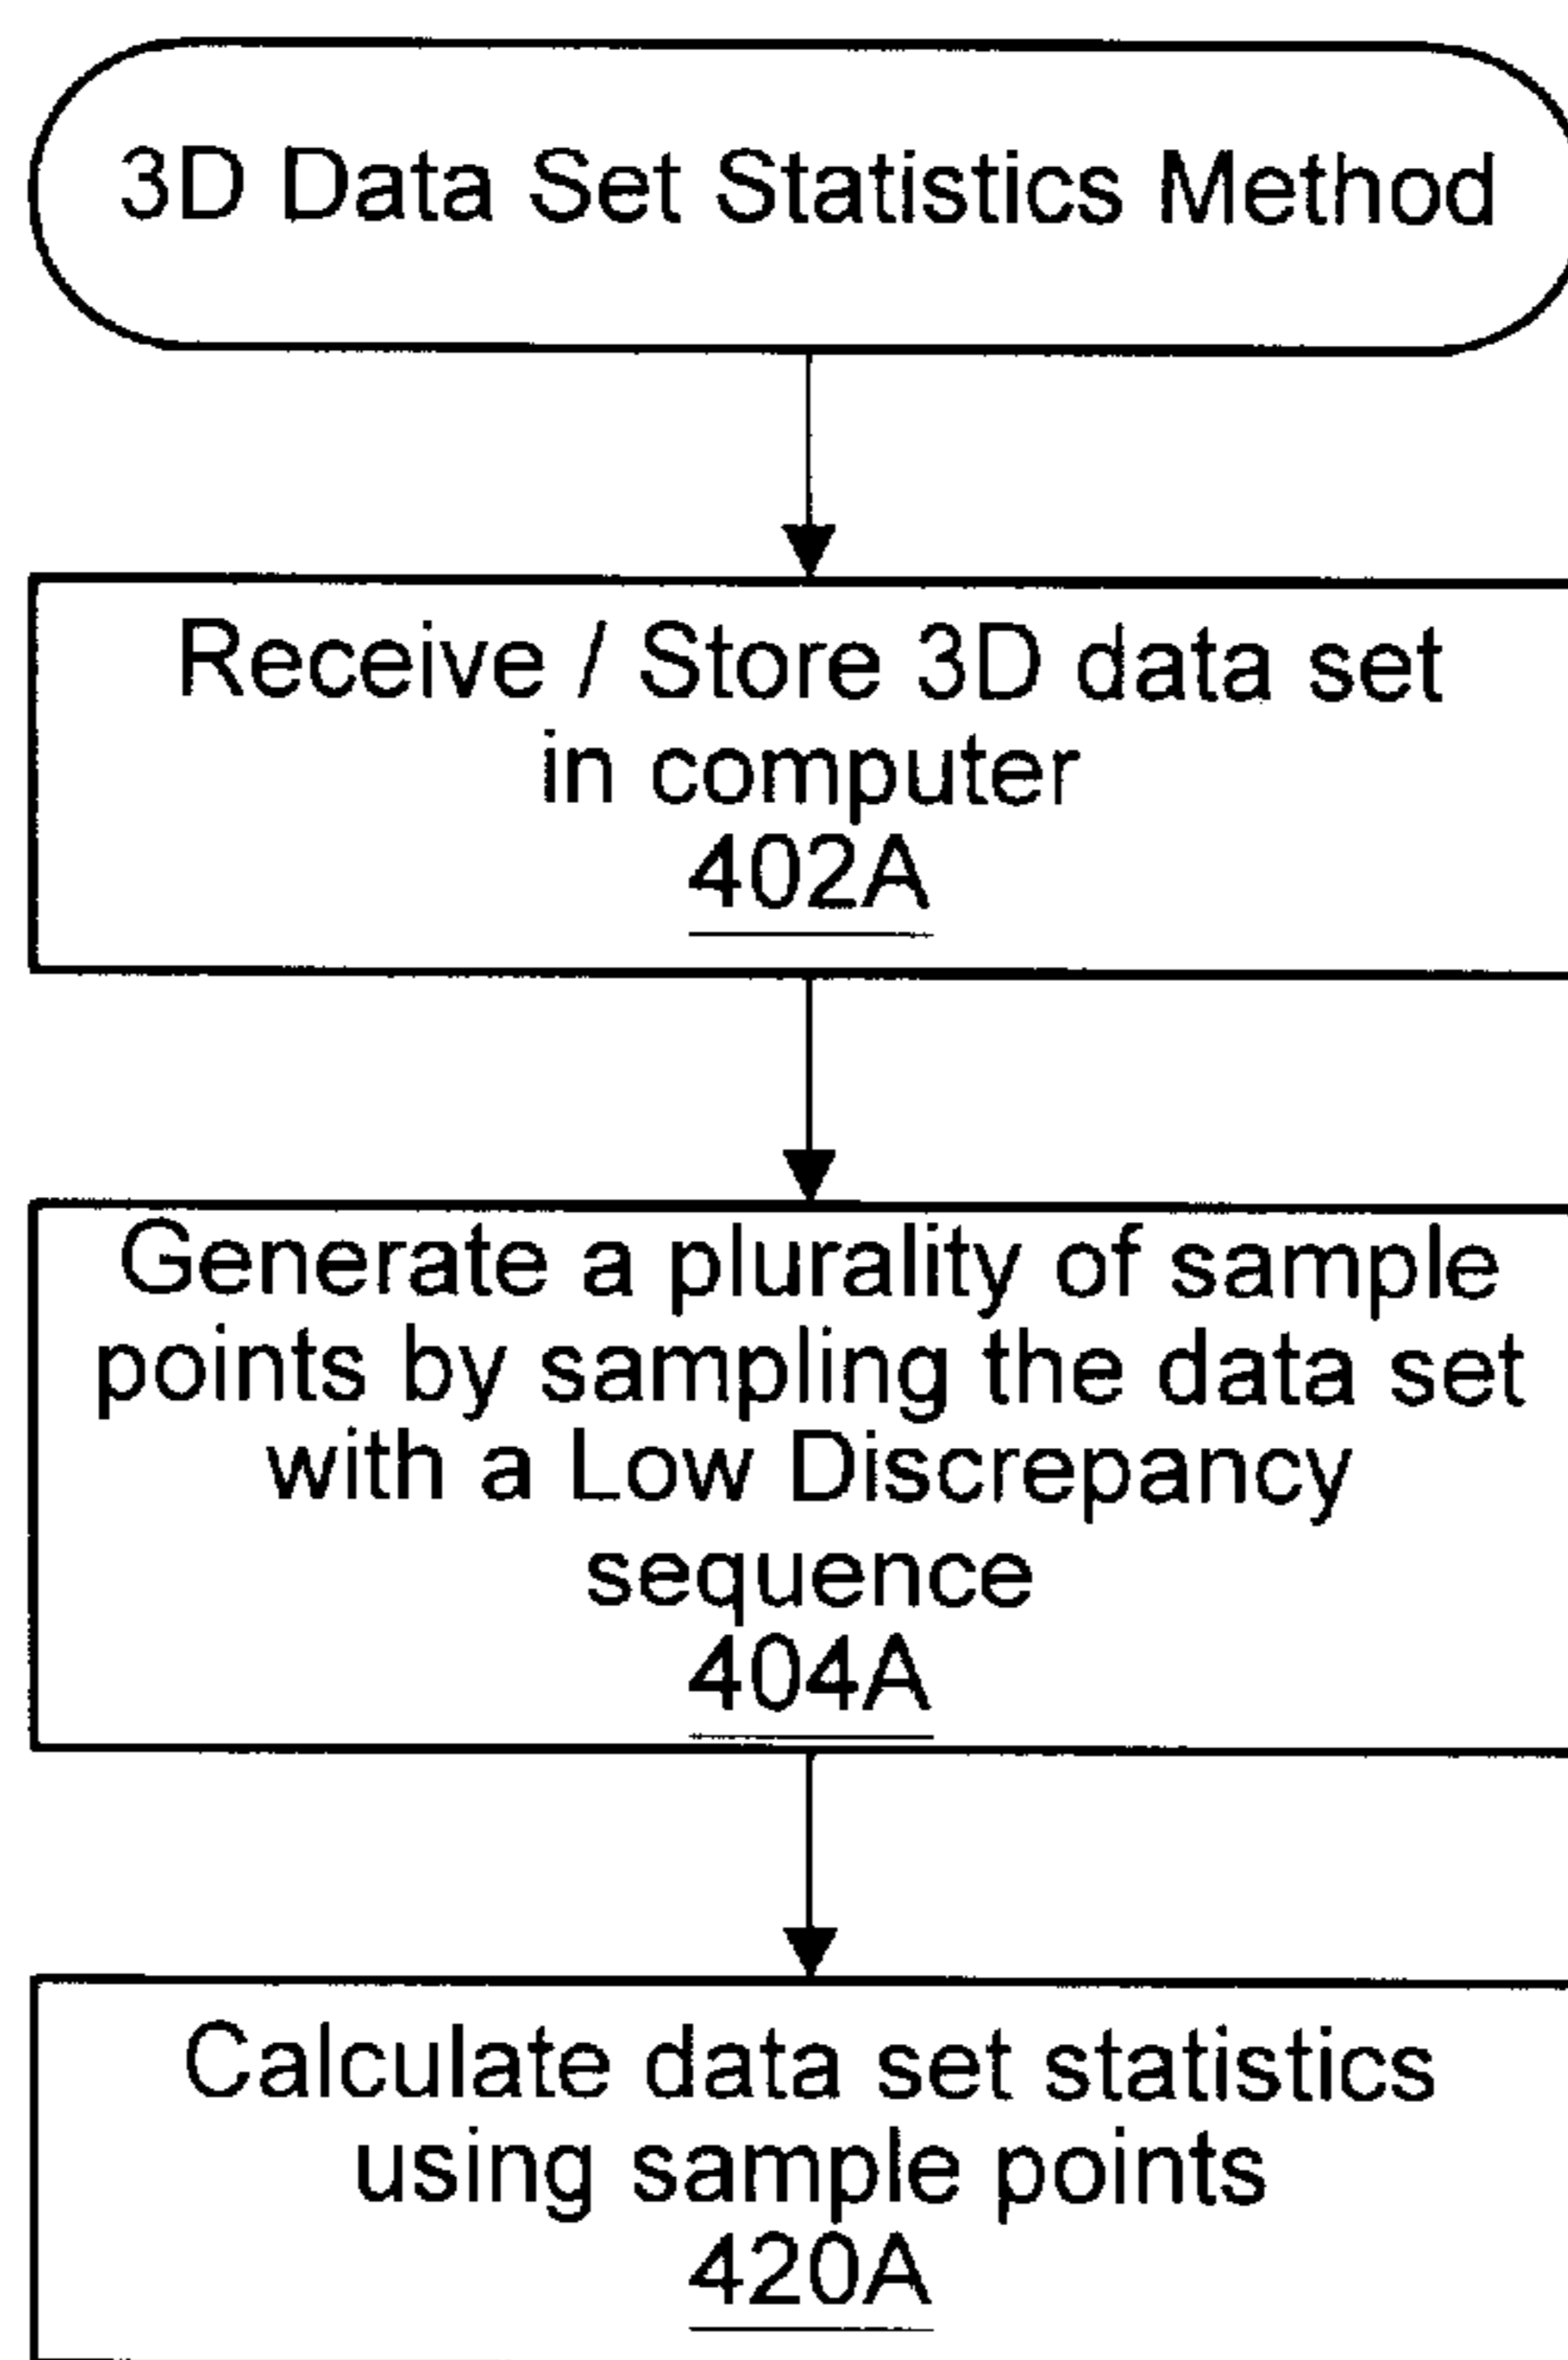 3D Data Set Statistics Method
Receive / Store 3D data set
in computer
402A
Generate a plurality of sample
points by sampling the data set
with a Low Discrepancy
sequence
404A
Calculate data set statistics
using sample points
420A